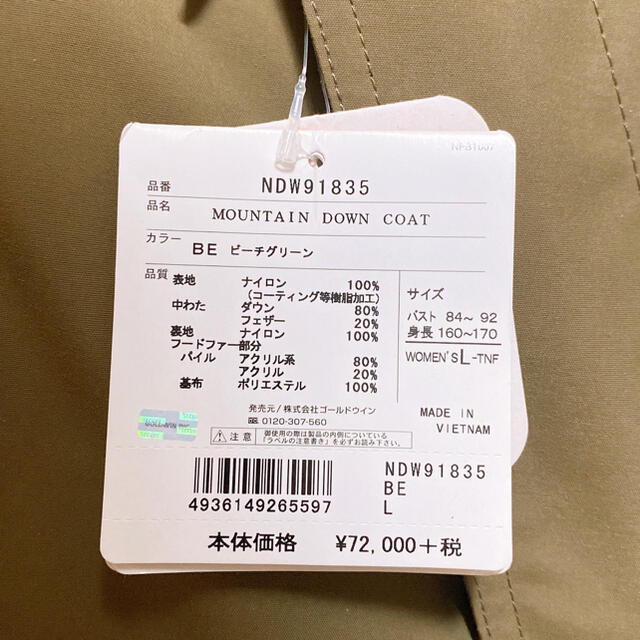 NF31007
品番 NDW91835
品名 MOUNTAIN DOWN COAT
カラー BE ビーチグリーン
品質 表地 ナイロン 100%
(コーティング等樹脂加工)
中わた ダウン 80%
フェザー 20%
裏地 ナイロン 100%
フードファー部分
パイル アクリル系 80%
アクリル 20%
基布 ポリエステル 100%
サイズ
バスト 84~ 92
身長 160~170
WOMEN'S L-TNF
発売元/株式会社ゴールドウイン
0120-307-560
注意 御使用の際は製品の内側についている
「ラベルの注意書き」を必ずお読み下さい。
MADE IN
VIETNAM
GOLDWIN INC.
4936149265597
NDW91835
BE
L
本体価格 ¥72,000+税